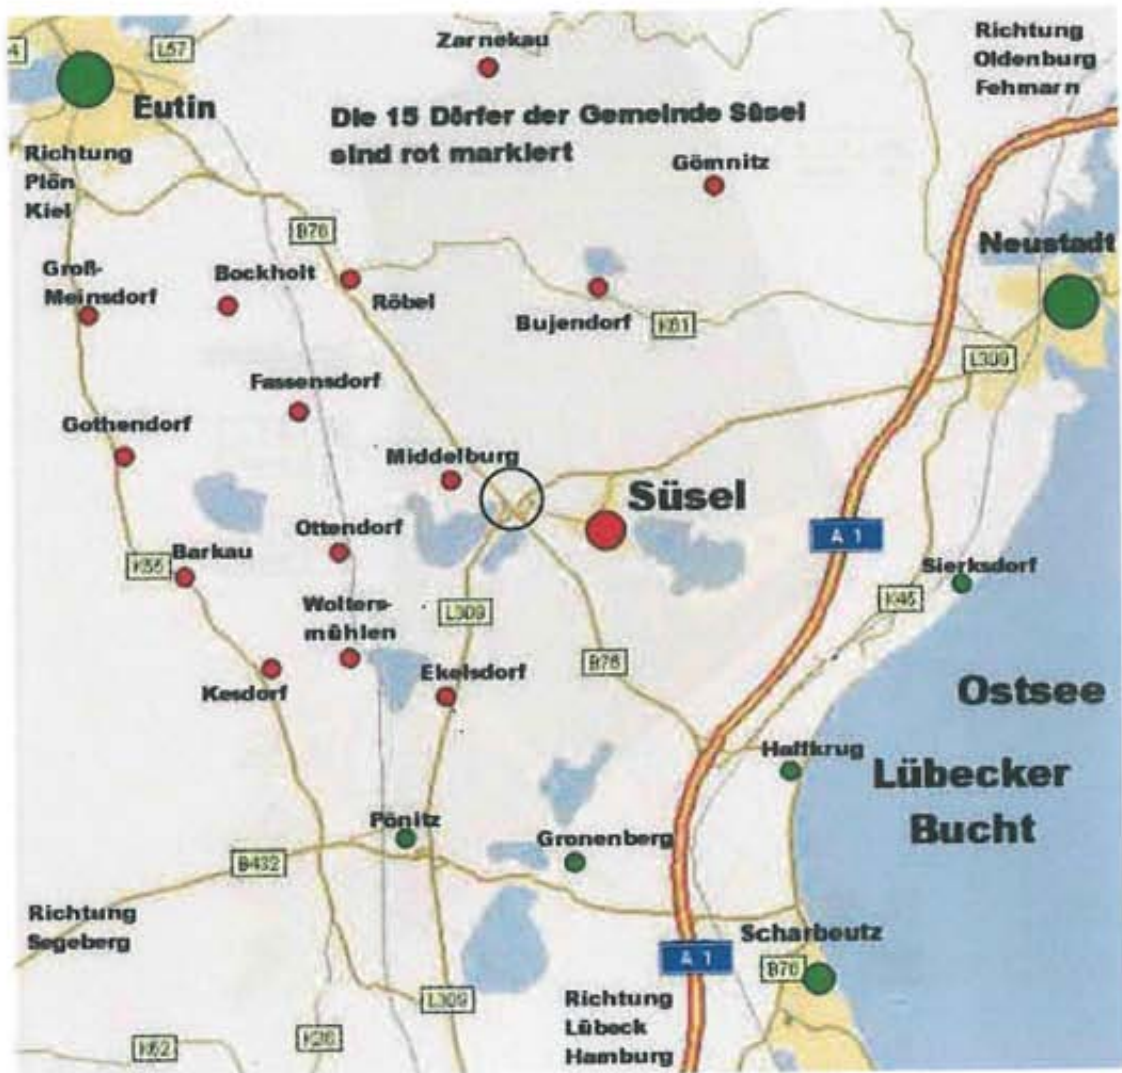 L57
Zarnekau
Richtung
Oldenburg
Fehmarn
4
Eutin
Die 15 Dörfer der Gemeinde Süsel
sind rot markiert
Richtung
Plön
Kiel
Gömnitz
B76
Neustadt
Groß-
Meinsdorf
Bockholt
Röbel
Bujendorf
K61
L309
Fassensdorf
Gothendorf
Middelburg
Süsel
Ottendorf
A 1
Barkau
K55
Sierksdorf
Wolters-
mühlen
L309
K45
B76
Ekelsdorf
Kesdorf
Ostsee
Haffkrug
Lübecker
Bucht
Pönitz
Gronenberg
B432
Richtung
Segeberg
Scharbeutz
A 1
B76
L309
Richtung
Lübeck
Hamburg
K26
K62